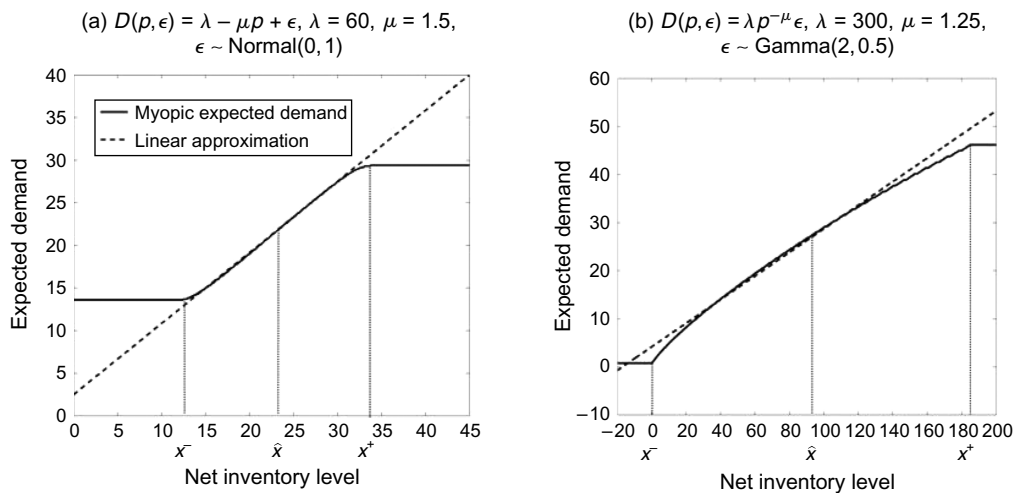 (a) D(p,ϵ) = λ − μp + ϵ, λ = 60, μ = 1.5,
ϵ ~ Normal(0, 1)
40
35
30
25
20
15
10
5
0
Expected demand
Myopic expected demand
Linear approximation
0 5 10 15 20 25 30 35 40 45
x⁻ x̂ x⁺
Net inventory level
(b) D(p,ϵ) = λp^{−μ}ϵ, λ = 300, μ = 1.25,
ϵ ~ Gamma(2, 0.5)
60
50
40
30
20
10
0
−10
Expected demand
−20 0 20 40 60 80 100 120 140 160 180 200
x⁻ x̂ x⁺
Net inventory level